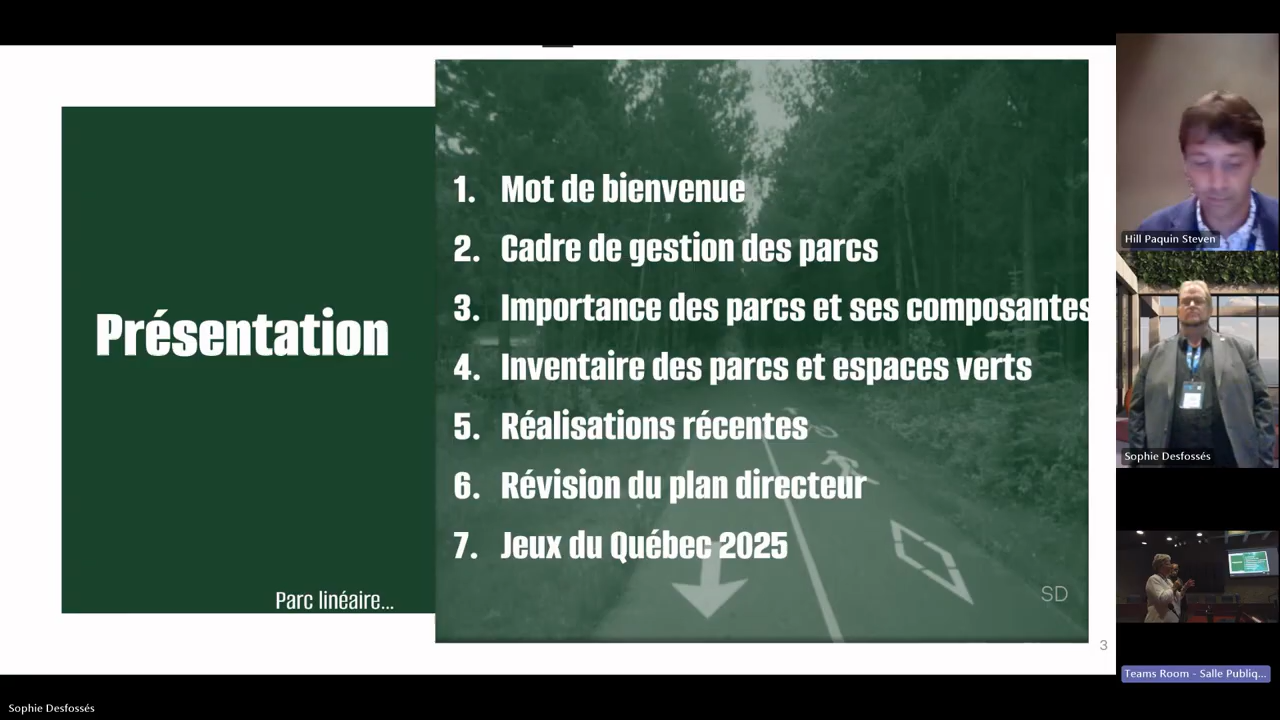 Présentation
Parc linéaire...
1. Mot de bienvenue
2. Cadre de gestion des parcs
3. Importance des parcs et ses composantes
4. Inventaire des parcs et espaces verts
5. Réalisations récentes
6. Révision du plan directeur
7. Jeux du Québec 2025
SD
3
Hill Paquin Steven
Sophie Desfossés
Teams Room - Salle Publiq...
Sophie Desfossés